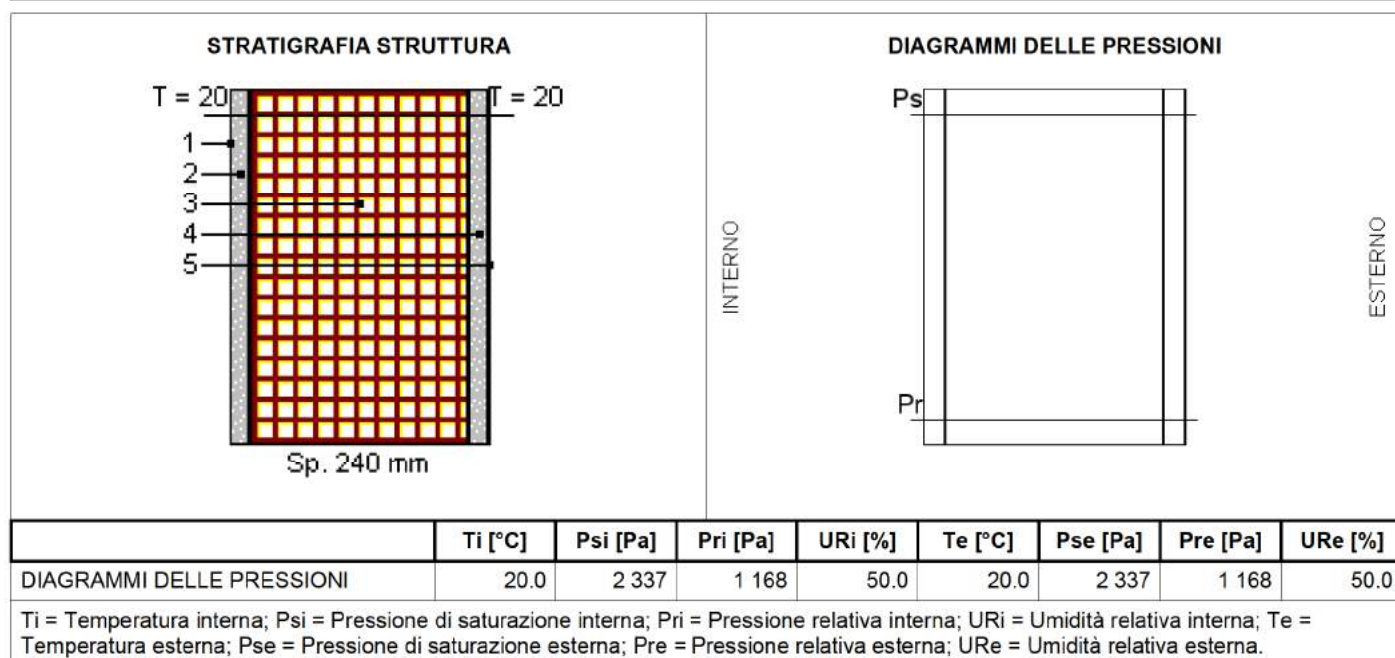 STRATIGRAFIA STRUTTURA
T = 20
T = 20
1
2
3
4
5
Sp. 240 mm
DIAGRAMMI DELLE PRESSIONI
Ps
Pr
INTERNO
ESTERNO
Ti [°C] Psi [Pa] Pri [Pa] URi [%] Te [°C] Pse [Pa] Pre [Pa] URe [%]
DIAGRAMMI DELLE PRESSIONI 20.0 2 337 1 168 50.0 20.0 2 337 1 168 50.0
Ti = Temperatura interna; Psi = Pressione di saturazione interna; Pri = Pressione relativa interna; URi = Umidità relativa interna; Te =
Temperatura esterna; Pse = Pressione di saturazione esterna; Pre = Pressione relativa esterna; URe = Umidità relativa esterna.